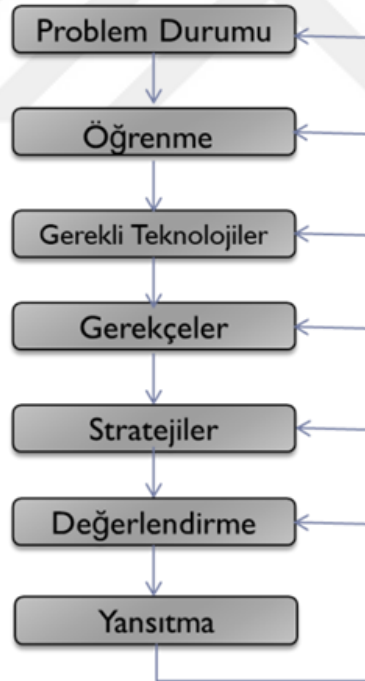 Problem Durumu
Öğrenme
Gerekli Teknolojiler
Gerekçeler
Stratejiler
Değerlendirme
Yansıtma